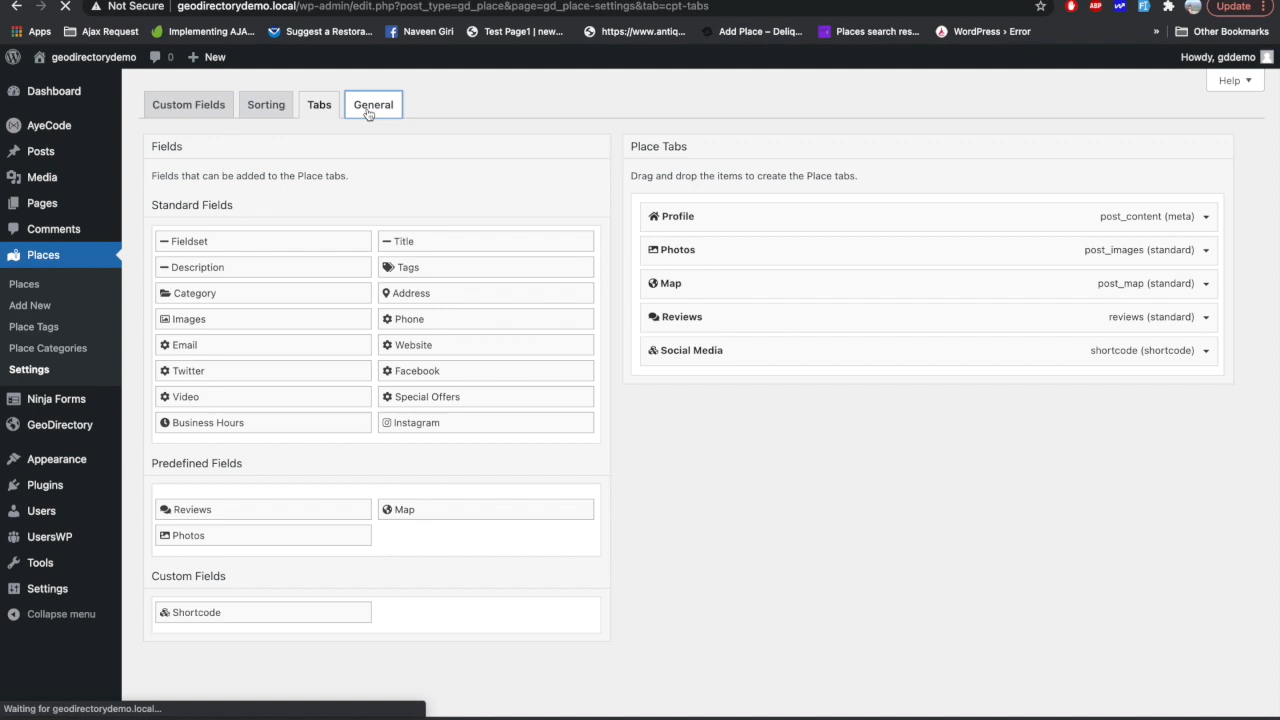 Not Secure geodirectorydemo.local/wp-admin/edit.php?post_type=gd_place&page=gd_place-settings&tab=cpt-tabs ABP Update
Apps Ajax Request Implementing AJA... Suggest a Restora... Naveen Giri Test Page1 | new... https://www.antiq... Add Place – Deliq... Places search res... WordPress › Error » Other Bookmarks
geodirectorydemo 0 New Howdy, gddemo
Help
Dashboard
AyeCode
Posts
Media
Pages
Comments
Places
Places
Add New
Place Tags
Place Categories
Settings
Ninja Forms
GeoDirectory
Appearance
Plugins
Users
UsersWP
Tools
Settings
Collapse menu
Custom Fields Sorting Tabs General
Fields
Fields that can be added to the Place tabs.
Standard Fields
Fieldset Title
Description Tags
Category Address
Images Phone
Email Website
Twitter Facebook
Video Special Offers
Business Hours Instagram
Predefined Fields
Reviews Map
Photos
Custom Fields
Shortcode
Place Tabs
Drag and drop the items to create the Place tabs.
Profile post_content (meta)
Photos post_images (standard)
Map post_map (standard)
Reviews reviews (standard)
Social Media shortcode (shortcode)
Waiting for geodirectorydemo.local...